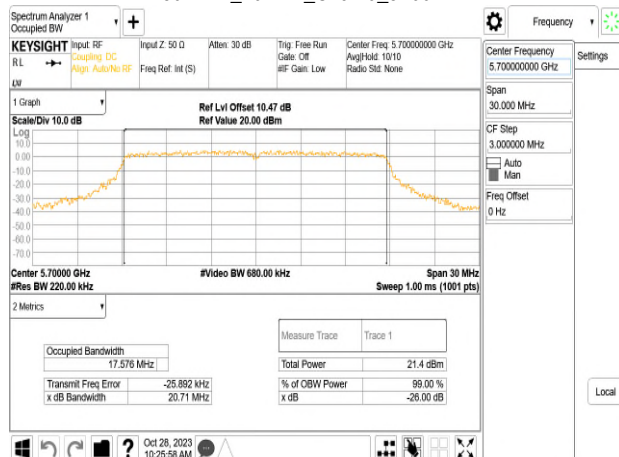 Spectrum Analyzer 1
Occupied BW
Frequency
KEYSIGHT
Input: RF
Coupling: DC
Align: Auto/No RF
Input Z: 50 Ω
Freq Ref: Int (S)
Atten: 30 dB
Trig: Free Run
Gate: Off
#IF Gain: Low
Center Freq: 5.700000000 GHz
Avg|Hold: 10/10
Radio Std: None
RL
Center Frequency
5.700000000 GHz
Settings
Span
30.000 MHz
CF Step
3.000000 MHz
Auto
Man
Freq Offset
0 Hz
Local
1 Graph
Scale/Div 10.0 dB
Ref Lvl Offset 10.47 dB
Ref Value 20.00 dBm
Log
10.0
0.00
-10.0
-20.0
-30.0
-40.0
-50.0
-60.0
-70.0
Center 5.70000 GHz
#Res BW 220.00 kHz
#Video BW 680.00 kHz
Span 30 MHz
Sweep 1.00 ms (1001 pts)
2 Metrics
Measure Trace
Trace 1
Occupied Bandwidth
17.576 MHz
Total Power
21.4 dBm
Transmit Freq Error
-25.892 kHz
% of OBW Power
99.00 %
x dB Bandwidth
20.71 MHz
x dB
-26.00 dB
Oct 28, 2023
10:25:58 AM